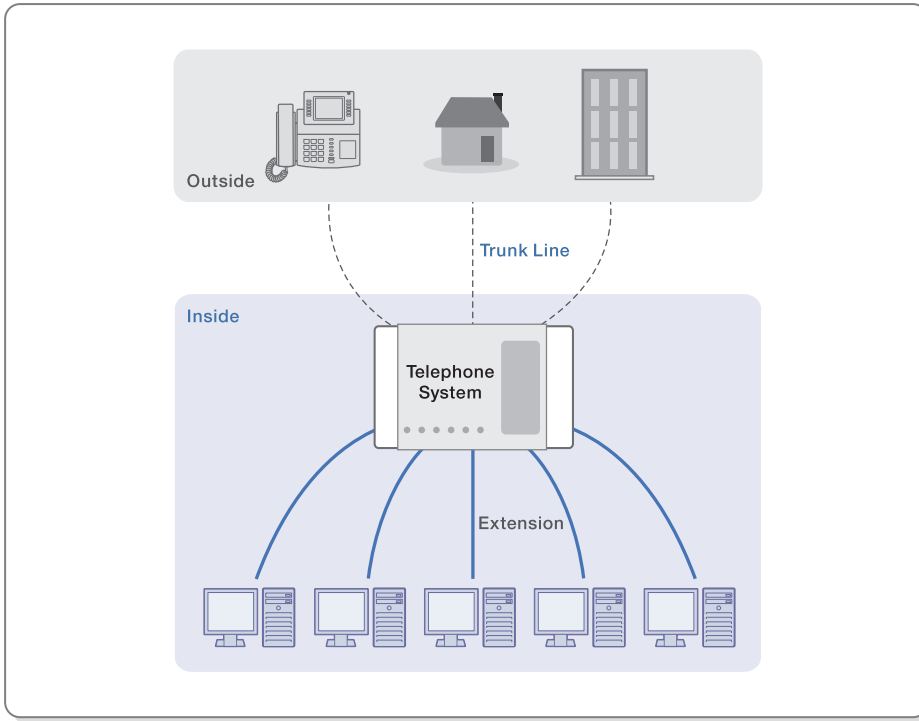 Outside
Trunk Line
Inside
Telephone
System
Extension